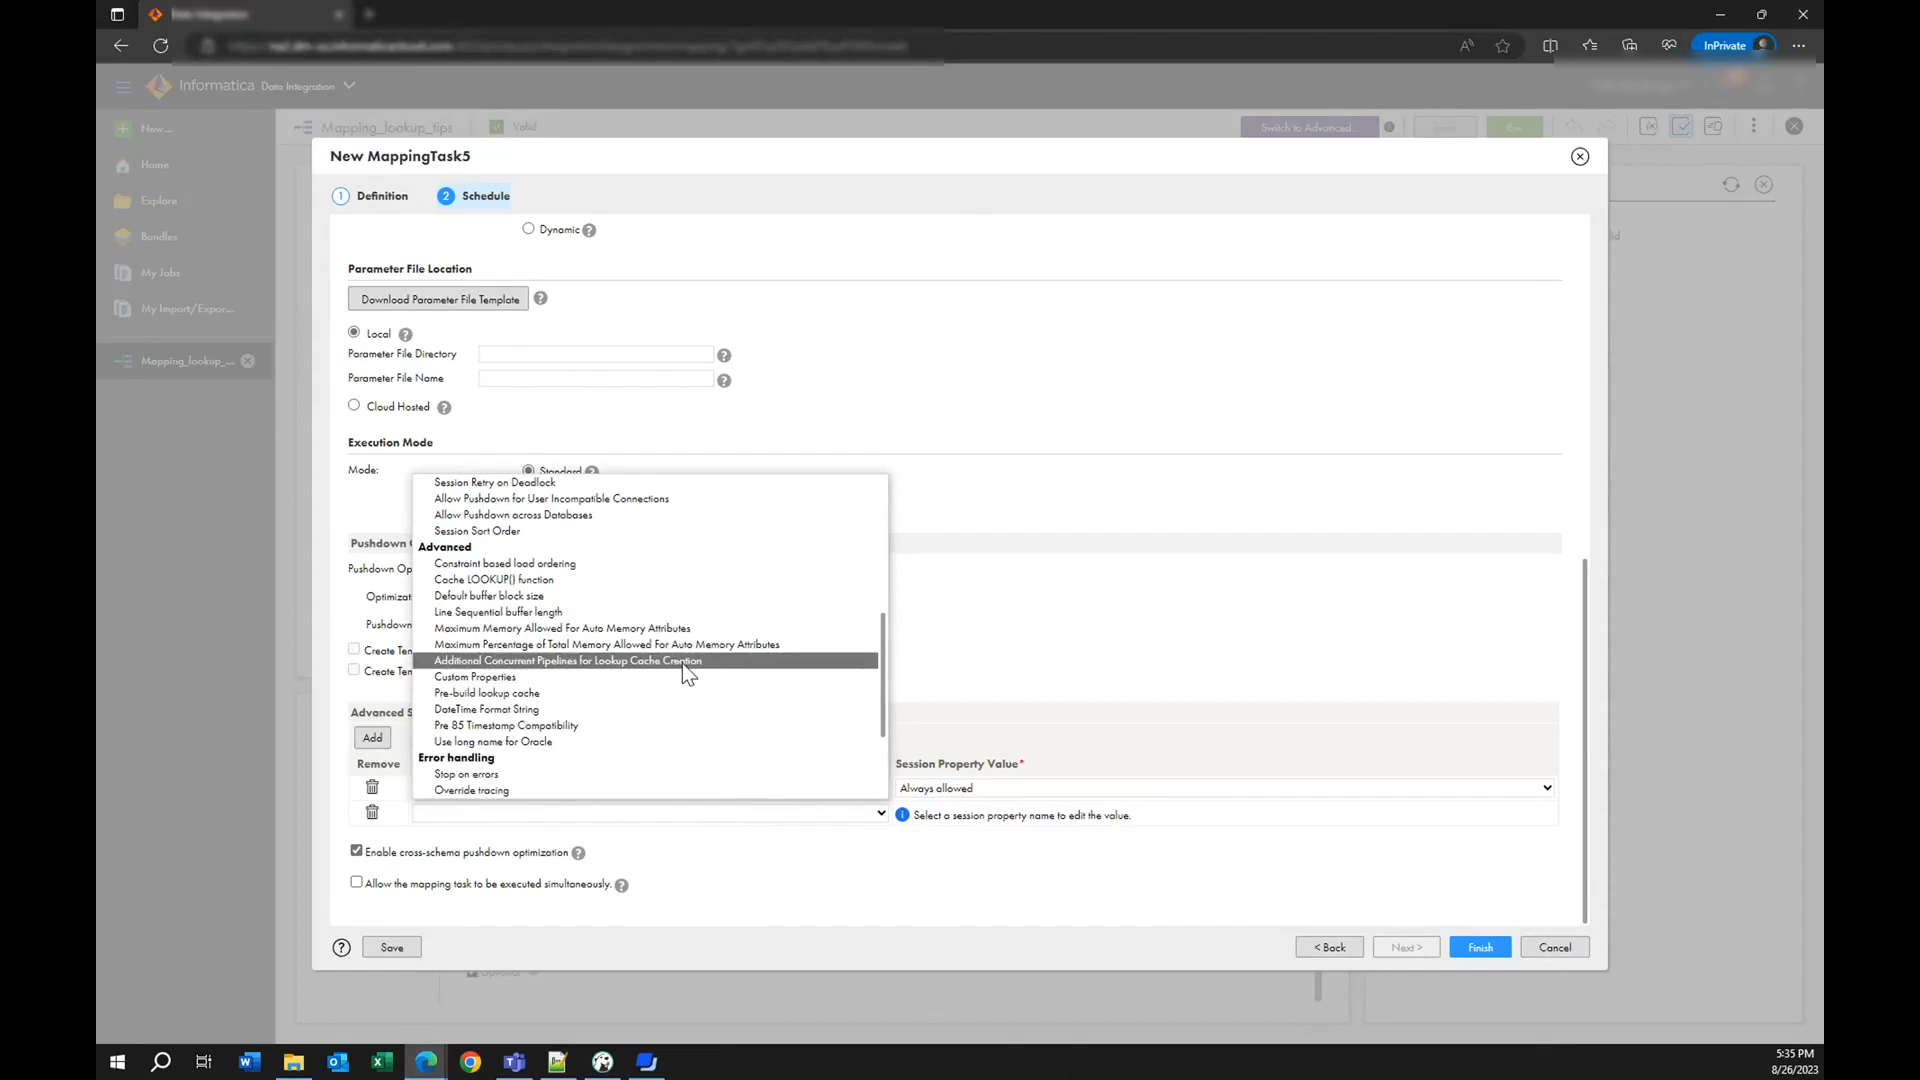 InPrivate
Informatica Data Integration
New...
Mapping_lookup_tips
Valid
Switch to Advanced...
Save
Run
Home
Explore
Bundles
My Jobs
My Import/Expor...
Mapping_lookup_...
New MappingTask5
1 Definition
2 Schedule
Dynamic ?
Parameter File Location
Download Parameter File Template ?
Local ?
Parameter File Directory ?
Parameter File Name ?
Cloud Hosted ?
Execution Mode
Mode: Standard ?
Session Retry on Deadlock
Allow Pushdown for User Incompatible Connections
Allow Pushdown across Databases
Session Sort Order
Pushdown
Advanced
Constraint based load ordering
Pushdown Op
Cache LOOKUP() function
Optimizat
Default buffer block size
Line Sequential buffer length
Pushdown
Maximum Memory Allowed For Auto Memory Attributes
Create Ten
Maximum Percentage of Total Memory Allowed For Auto Memory Attributes
Additional Concurrent Pipelines for Lookup Cache Creation
Create Ten
Custom Properties
Pre-build lookup cache
Advanced S
DateTime Format String
Pre 85 Timestamp Compatibility
Add
Use long name for Oracle
Error handling
Remove
Session Property Value*
Stop on errors
Override tracing
Always allowed
i Select a session property name to edit the value.
Enable cross-schema pushdown optimization ?
Allow the mapping task to be executed simultaneously. ?
? Save
< Back
Next >
Finish
Cancel
Optional
5:35 PM
8/26/2023